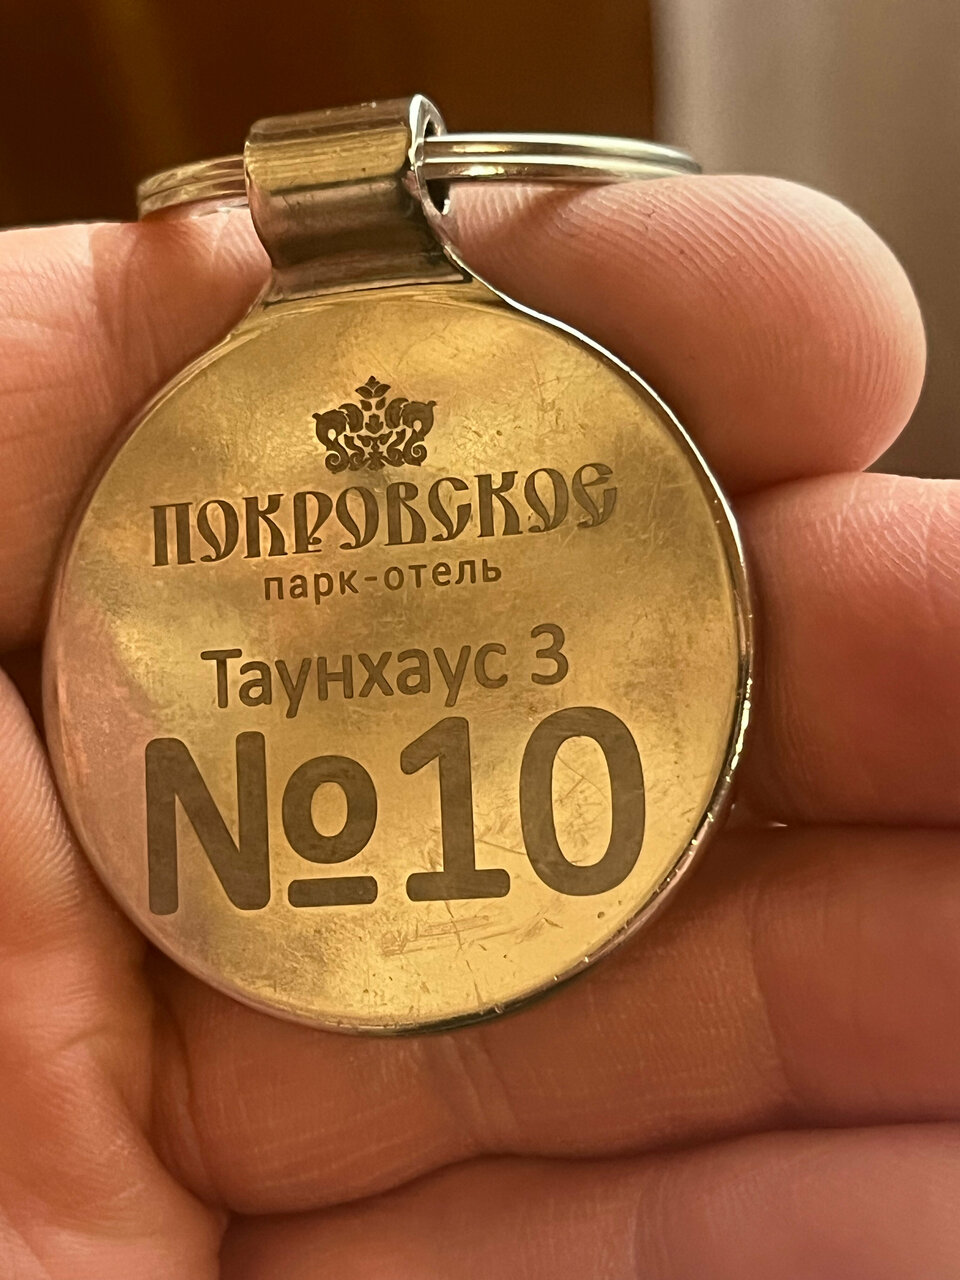 ПОКРОВСКОЕ
парк-отель
Таунхаус 3
№10